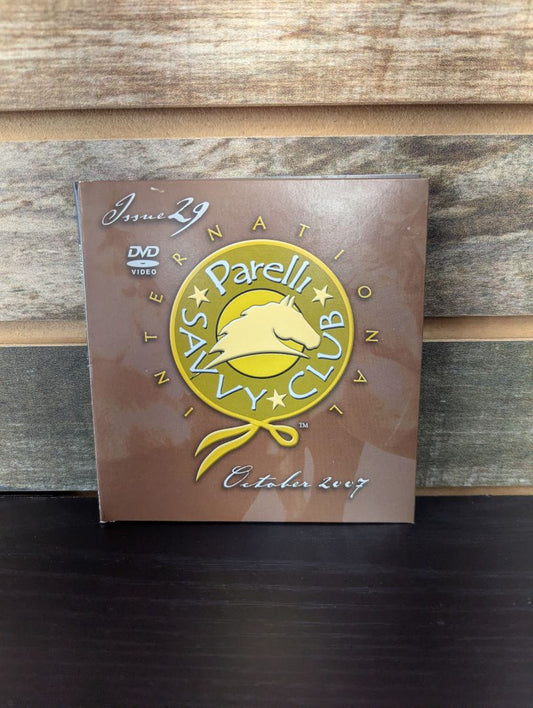 Issue 29
DVD
VIDEO
INTERNATIONAL
Parelli
SAVVY CLUB
TM
October 2007